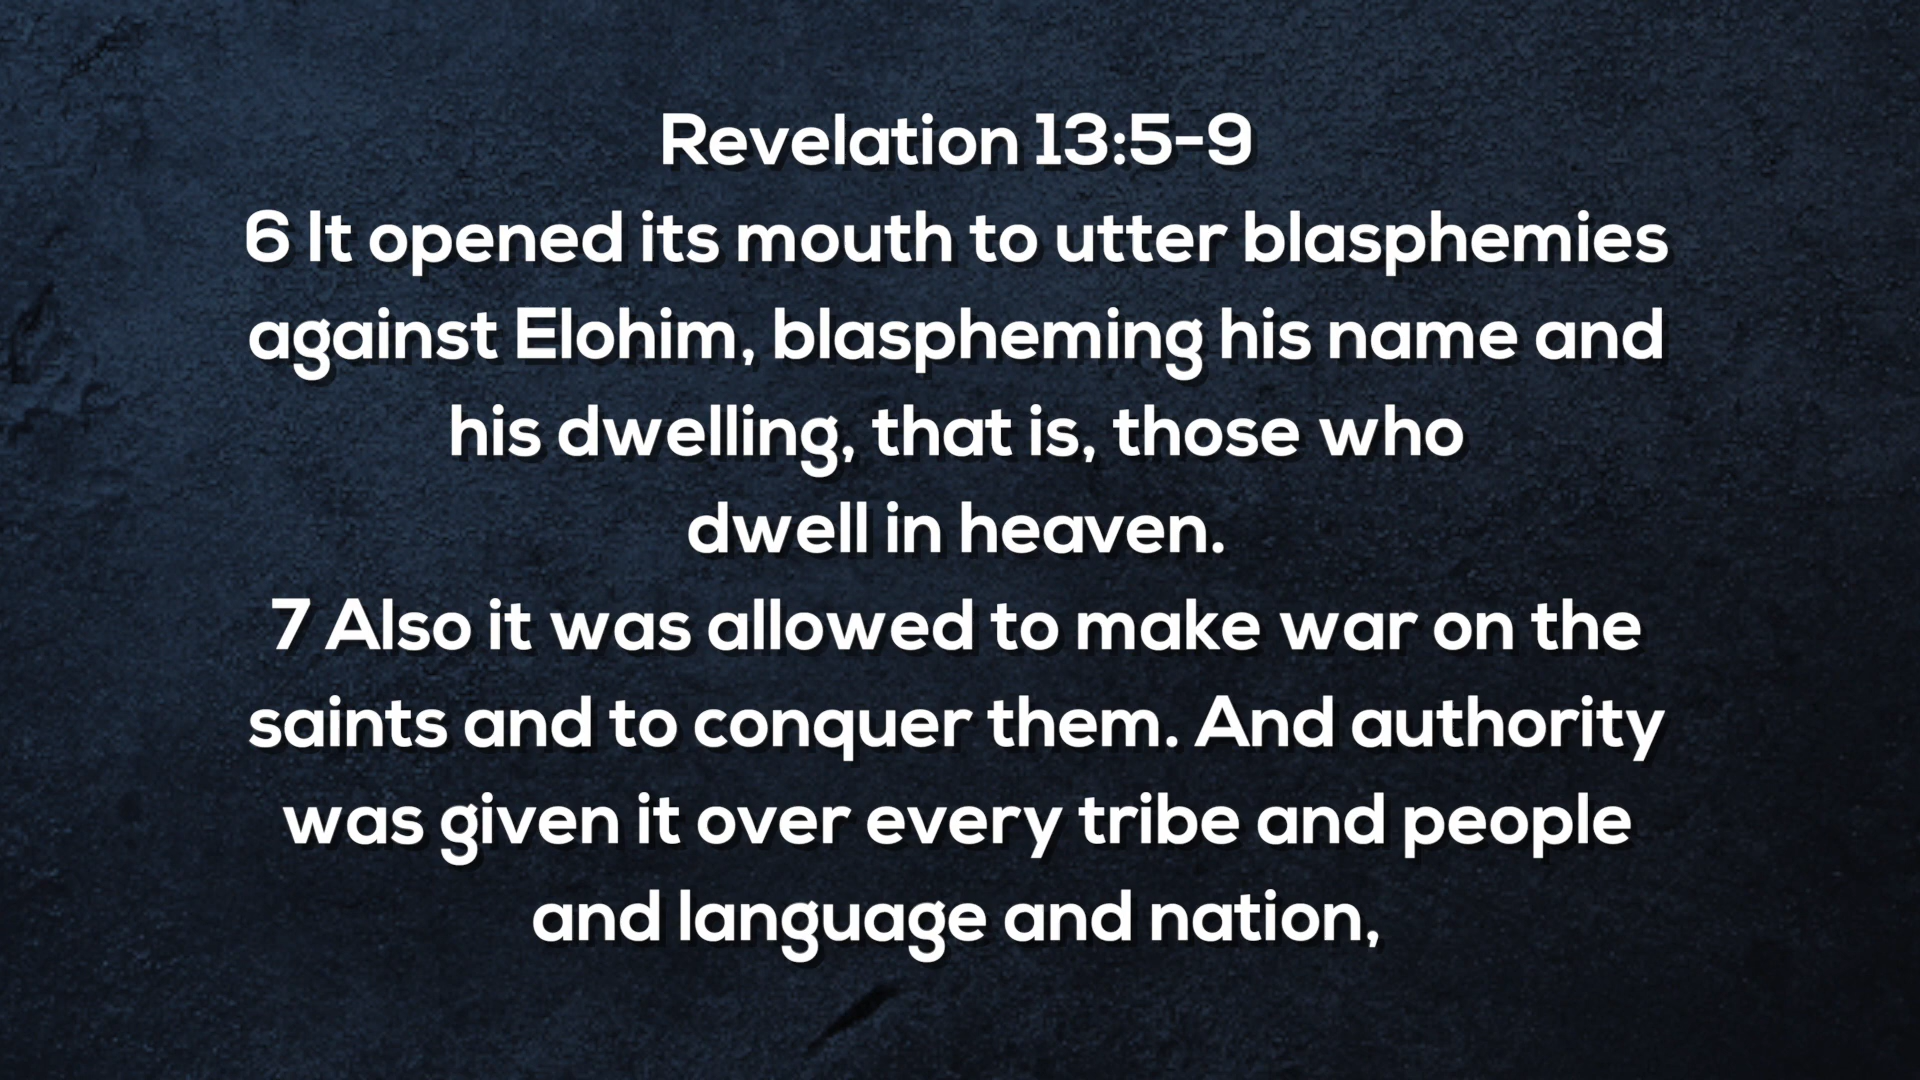 Revelation 13:5-9
6 It opened its mouth to utter blasphemies
against Elohim, blaspheming his name and
his dwelling, that is, those who
dwell in heaven.
7 Also it was allowed to make war on the
saints and to conquer them. And authority
was given it over every tribe and people
and language and nation,